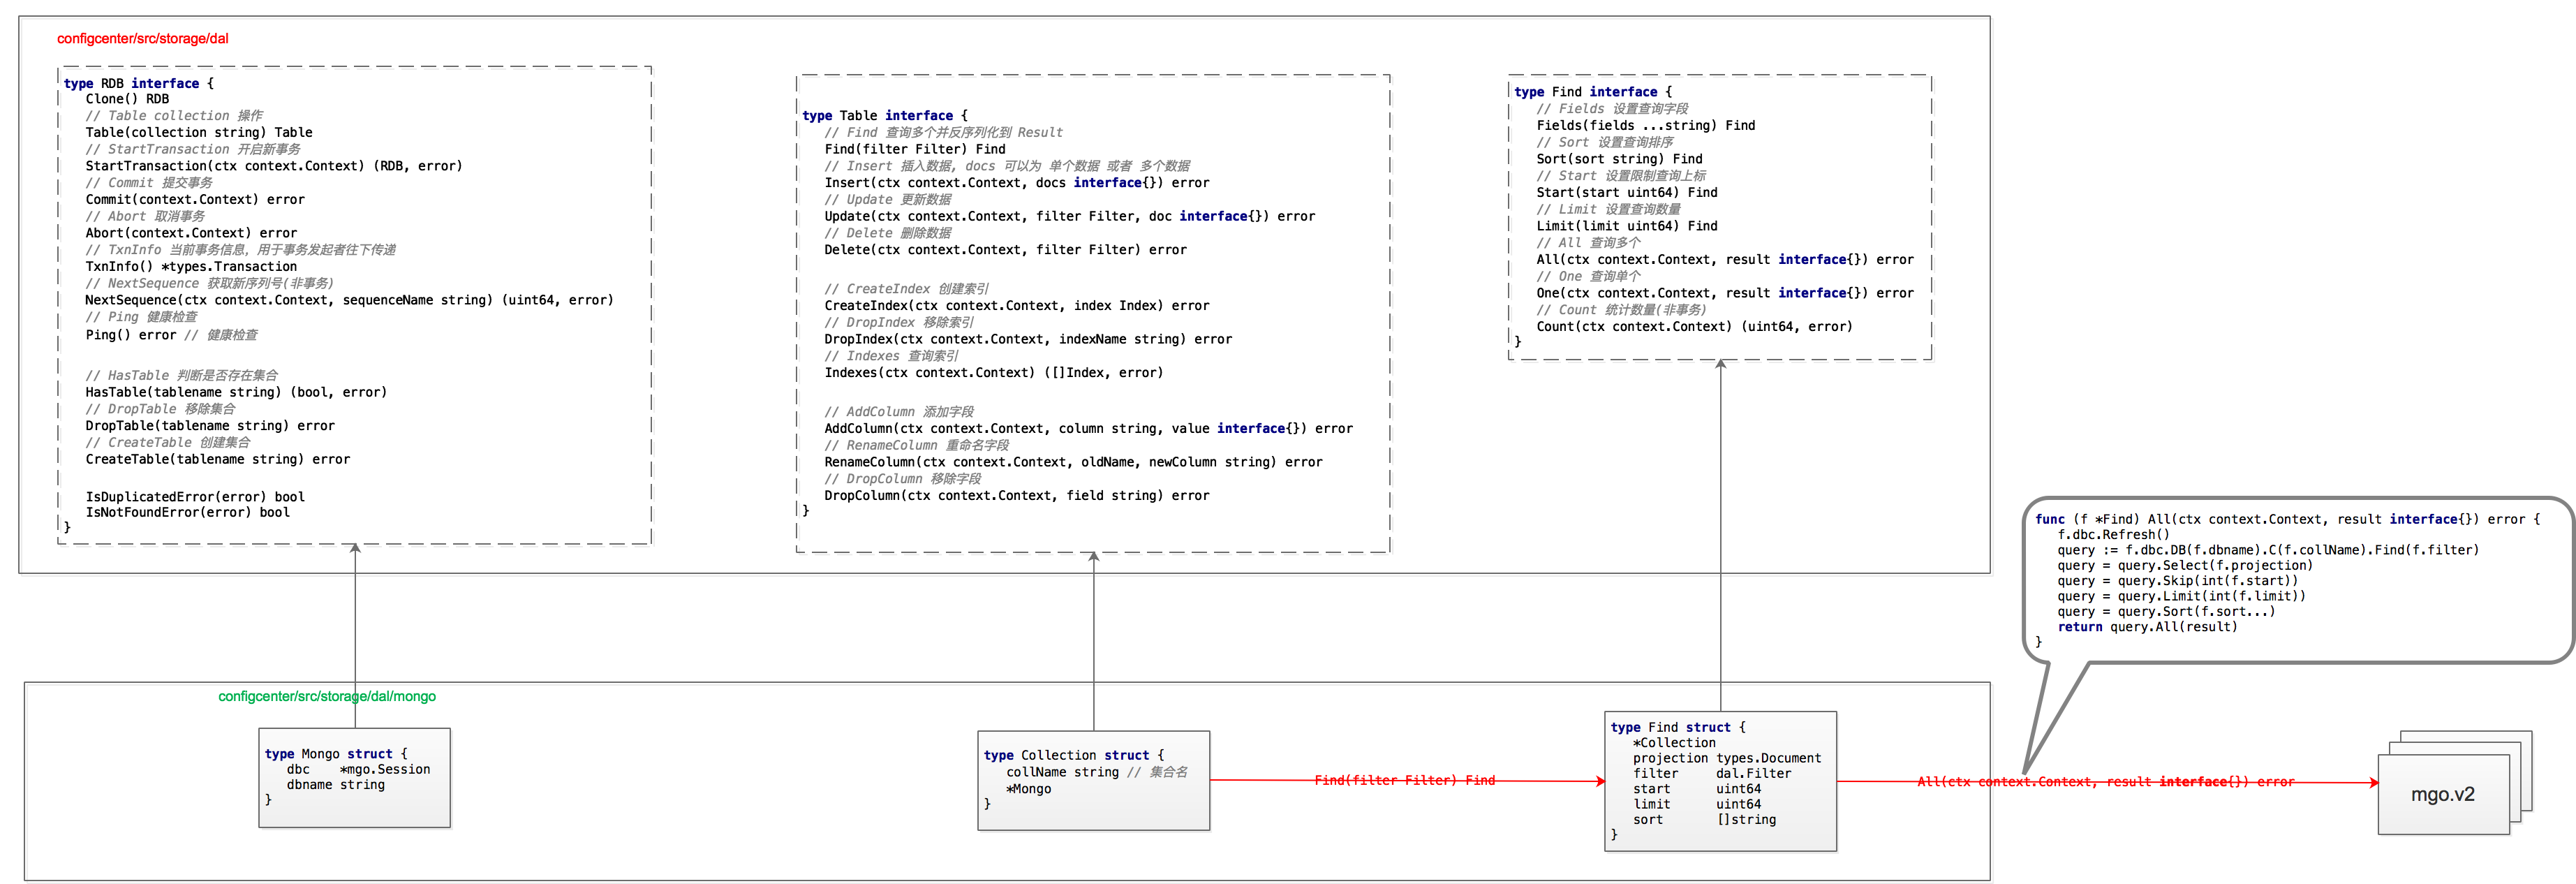 configcenter/src/storage/dal
type RDB interface {
Clone() RDB
// Table collection 操作
Table(collection string) Table
// StartTransaction 开启新事务
StartTransaction(ctx context.Context) (RDB, error)
// Commit 提交事务
Commit(context.Context) error
// Abort 取消事务
Abort(context.Context) error
// TxnInfo 当前事务信息，用于事务发起者往下传递
TxnInfo() *types.Transaction
// NextSequence 获取新序列号(非事务)
NextSequence(ctx context.Context, sequenceName string) (uint64, error)
// Ping 健康检查
Ping() error // 健康检查
// HasTable 判断是否存在集合
HasTable(tablename string) (bool, error)
// DropTable 移除集合
DropTable(tablename string) error
// CreateTable 创建集合
CreateTable(tablename string) error
IsDuplicatedError(error) bool
IsNotFoundError(error) bool
}
type Table interface {
// Find 查询多个并反序列化到 Result
Find(filter Filter) Find
// Insert 插入数据, docs 可以为 单个数据 或者 多个数据
Insert(ctx context.Context, docs interface{}) error
// Update 更新数据
Update(ctx context.Context, filter Filter, doc interface{}) error
// Delete 删除数据
Delete(ctx context.Context, filter Filter) error
// CreateIndex 创建索引
CreateIndex(ctx context.Context, index Index) error
// DropIndex 移除索引
DropIndex(ctx context.Context, indexName string) error
// Indexes 查询索引
Indexes(ctx context.Context) ([]Index, error)
// AddColumn 添加字段
AddColumn(ctx context.Context, column string, value interface{}) error
// RenameColumn 重命名字段
RenameColumn(ctx context.Context, oldName, newColumn string) error
// DropColumn 移除字段
DropColumn(ctx context.Context, field string) error
}
type Find interface {
// Fields 设置查询字段
Fields(fields ...string) Find
// Sort 设置查询排序
Sort(sort string) Find
// Start 设置限制查询上标
Start(start uint64) Find
// Limit 设置查询数量
Limit(limit uint64) Find
// All 查询多个
All(ctx context.Context, result interface{}) error
// One 查询单个
One(ctx context.Context, result interface{}) error
// Count 统计数量(非事务)
Count(ctx context.Context) (uint64, error)
}
func (f *Find) All(ctx context.Context, result interface{}) error {
f.dbc.Refresh()
query := f.dbc.DB(f.dbname).C(f.collName).Find(f.filter)
query = query.Select(f.projection)
query = query.Skip(int(f.start))
query = query.Limit(int(f.limit))
query = query.Sort(f.sort...)
return query.All(result)
}
configcenter/src/storage/dal/mongo
type Mongo struct {
dbc *mgo.Session
dbname string
}
type Collection struct {
collName string // 集合名
*Mongo
}
Find(filter Filter) Find
type Find struct {
*Collection
projection types.Document
filter dal.Filter
start uint64
limit uint64
sort []string
}
All(ctx context.Context, result interface{}) error
mgo.v2